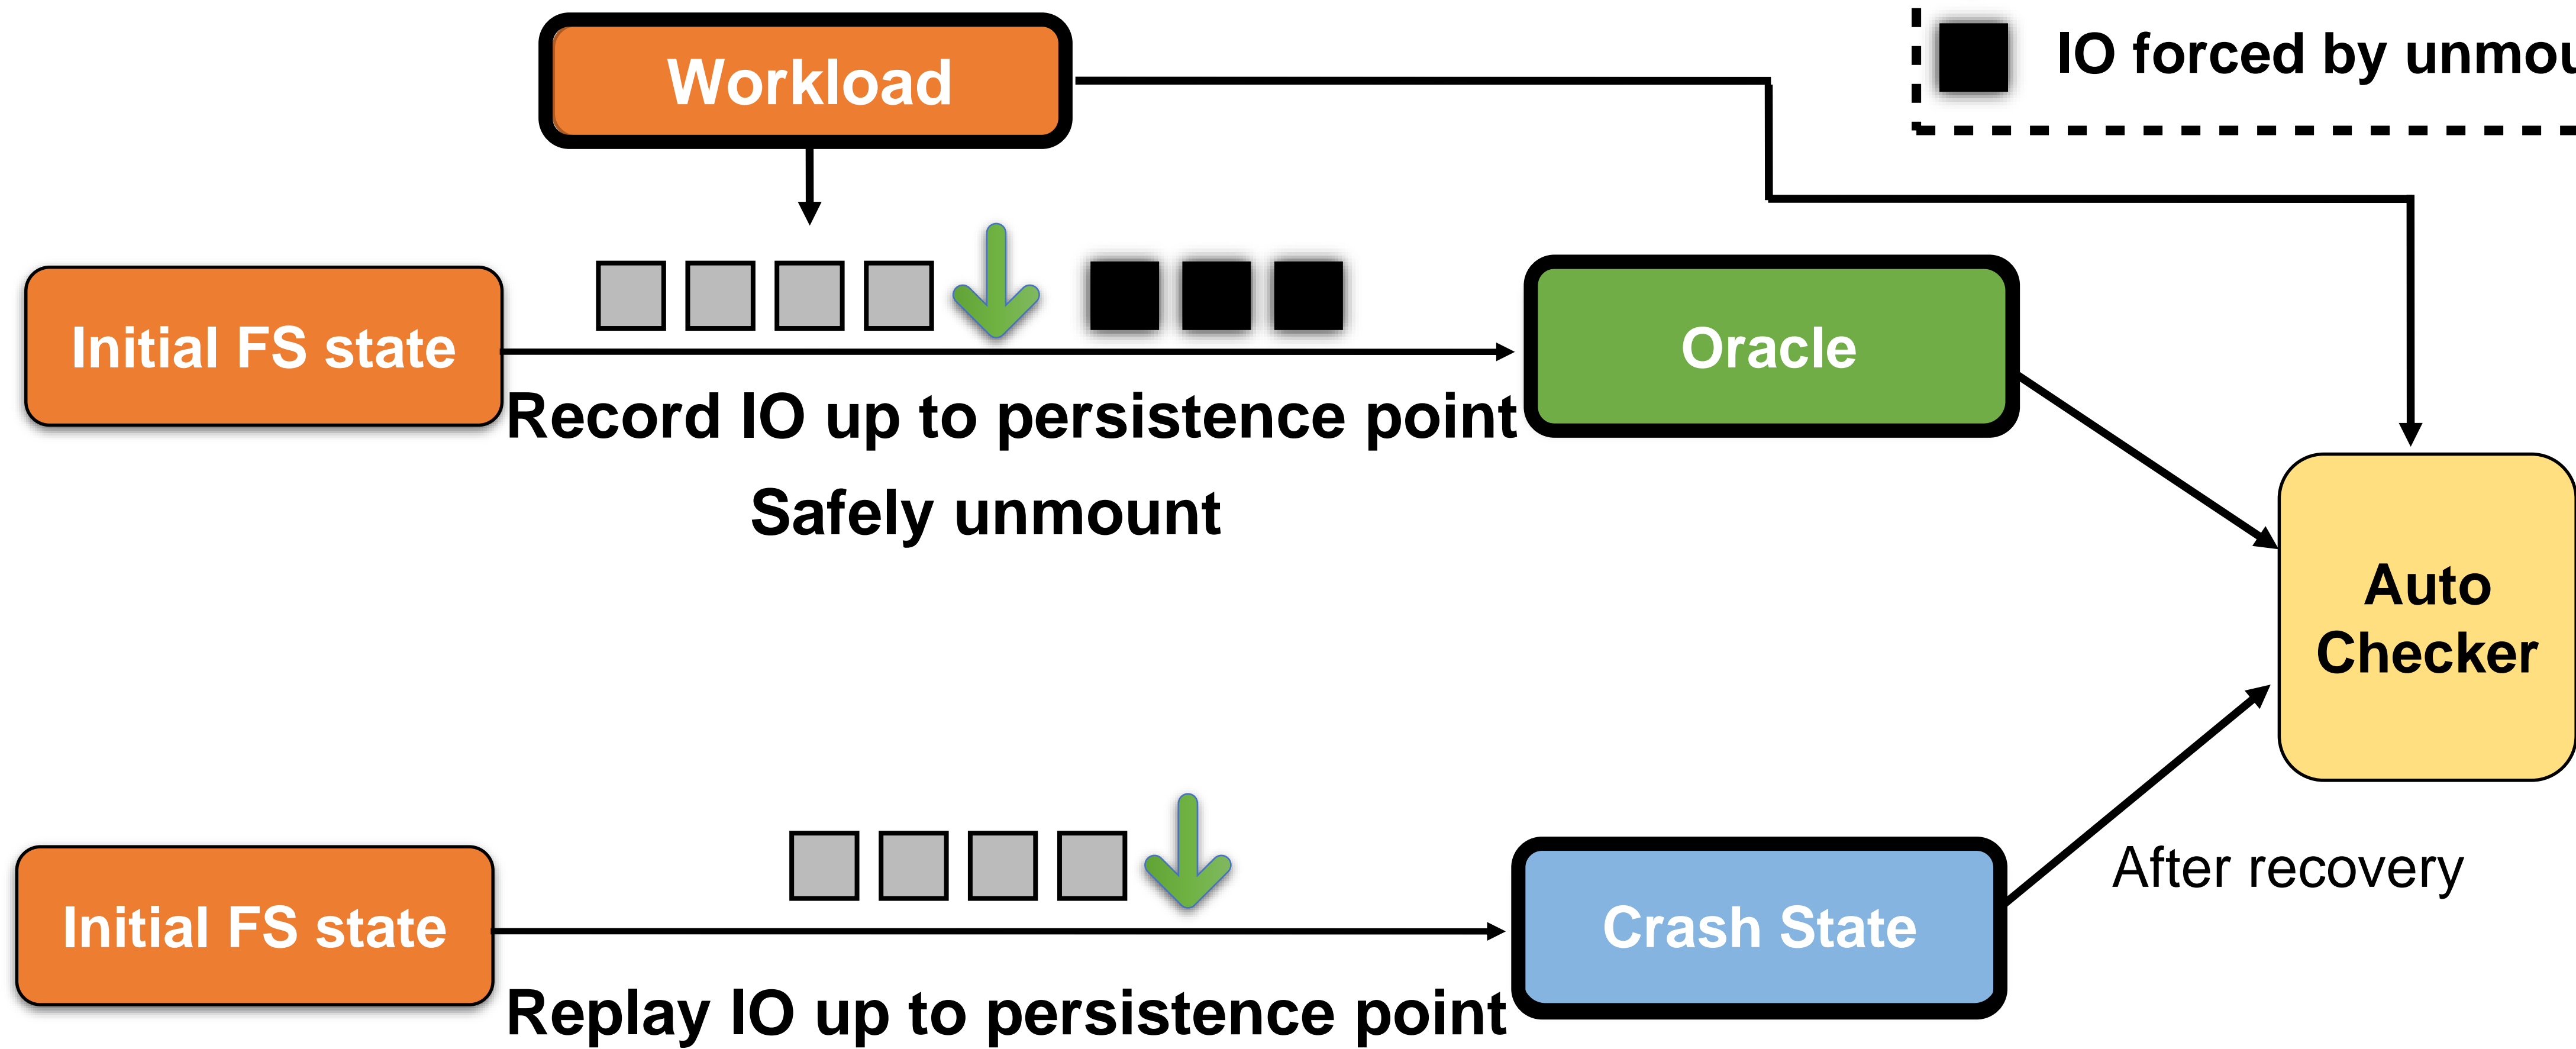 Workload
IO forced by
Initial FS state
Oracle
Record IO up to persistence point
Safely unmount
Auto
Checker
After recovery
Initial FS state
Crash State
Replay IO up to persistence point